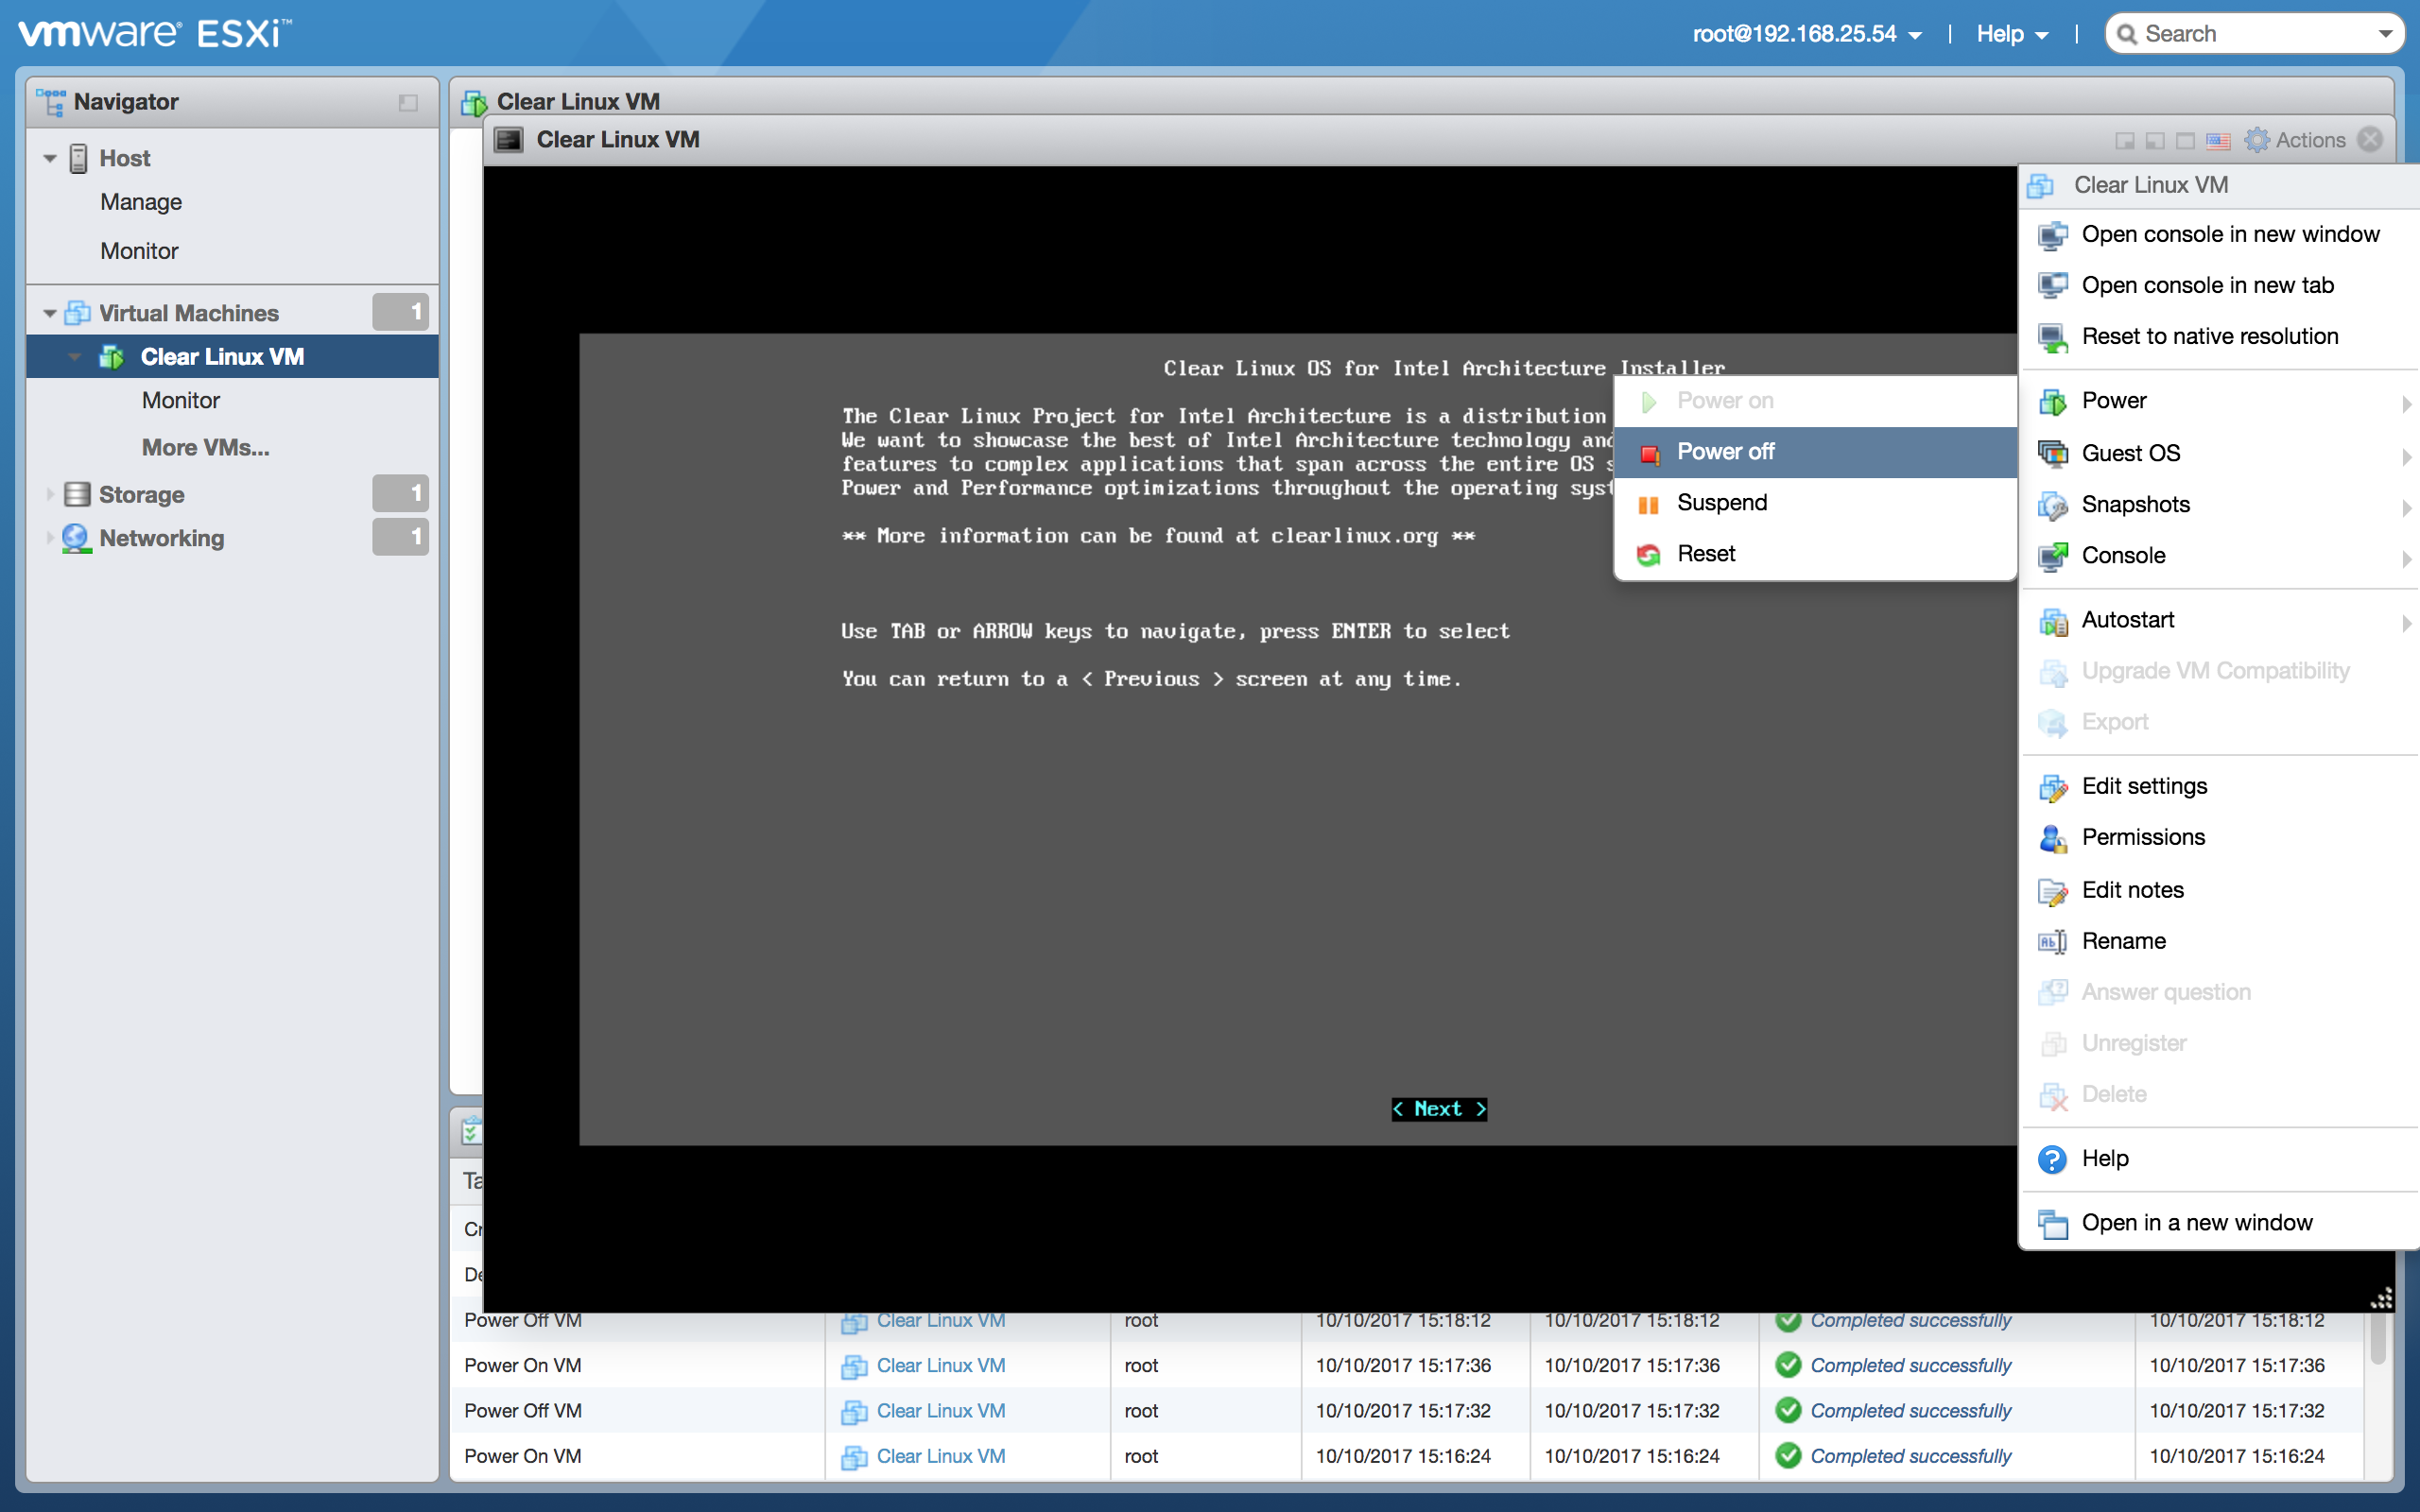 vmware® ESXi™
root@192.168.25.54 | Help | Search
Navigator
Host
Manage
Monitor
Virtual Machines 1
Clear Linux VM
Monitor
More VMs...
Storage 1
Networking 1
Clear Linux VM
Clear Linux VM
Actions
Clear Linux OS for Intel Architecture Installer
The Clear Linux Project for Intel Architecture is a distribution
We want to showcase the best of Intel Architecture technology and
features to complex applications that span across the entire OS
Power and Performance optimizations throughout the operating
** More information can be found at clearlinux.org **
Use TAB or ARROW keys to navigate, press ENTER to select
You can return to a < Previous > screen at any time.
< Next >
Power on
Power off
Suspend
Reset
Clear Linux VM
Open console in new window
Open console in new tab
Reset to native resolution
Power
Guest OS
Snapshots
Console
Autostart
Upgrade VM Compatibility
Export
Edit settings
Permissions
Edit notes
Rename
Answer question
Unregister
Delete
Help
Open in a new window
Power Off VM Clear Linux VM root 10/10/2017 15:18:12 10/10/2017 15:18:12 Completed successfully 10/10/2017 15:18:12
Power On VM Clear Linux VM root 10/10/2017 15:17:36 10/10/2017 15:17:36 Completed successfully 10/10/2017 15:17:36
Power Off VM Clear Linux VM root 10/10/2017 15:17:32 10/10/2017 15:17:32 Completed successfully 10/10/2017 15:17:32
Power On VM Clear Linux VM root 10/10/2017 15:16:24 10/10/2017 15:16:24 Completed successfully 10/10/2017 15:16:24